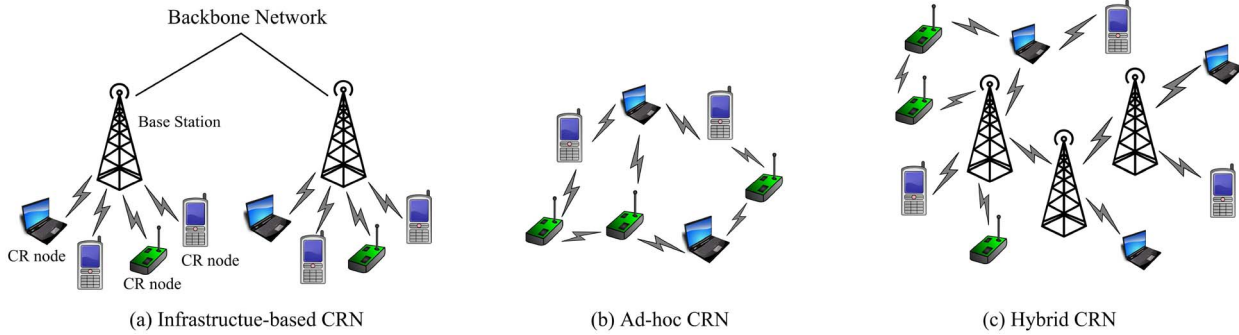 Backbone Network
Base Station
CR node
CR node
CR node
(a) Infrastructue-based CRN
(b) Ad-hoc CRN
(c) Hybrid CRN